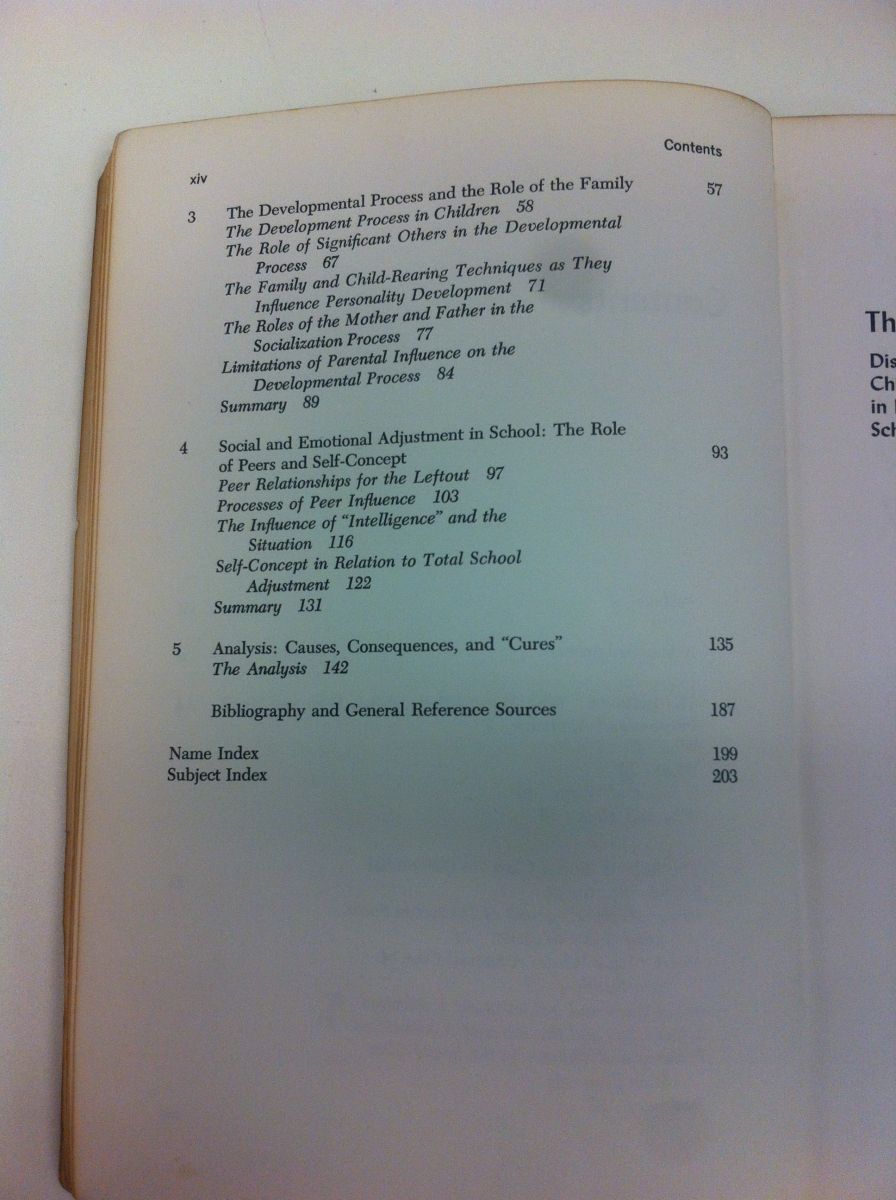 xiv
Contents
3 The Developmental Process and the Role of the Family 57
The Development Process in Children 58
The Role of Significant Others in the Developmental
Process 67
The Family and Child-Rearing Techniques as They
Influence Personality Development 71
The Roles of the Mother and Father in the
Socialization Process 77
Limitations of Parental Influence on the
Developmental Process 84
Summary 89
4 Social and Emotional Adjustment in School: The Role
of Peers and Self-Concept 93
Peer Relationships for the Leftout 97
Processes of Peer Influence 103
The Influence of "Intelligence" and the
Situation 116
Self-Concept in Relation to Total School
Adjustment 122
Summary 131
5 Analysis: Causes, Consequences, and "Cures" 135
The Analysis 142
Bibliography and General Reference Sources 187
Name Index 199
Subject Index 203
Th
Dis
Ch
in
Sch